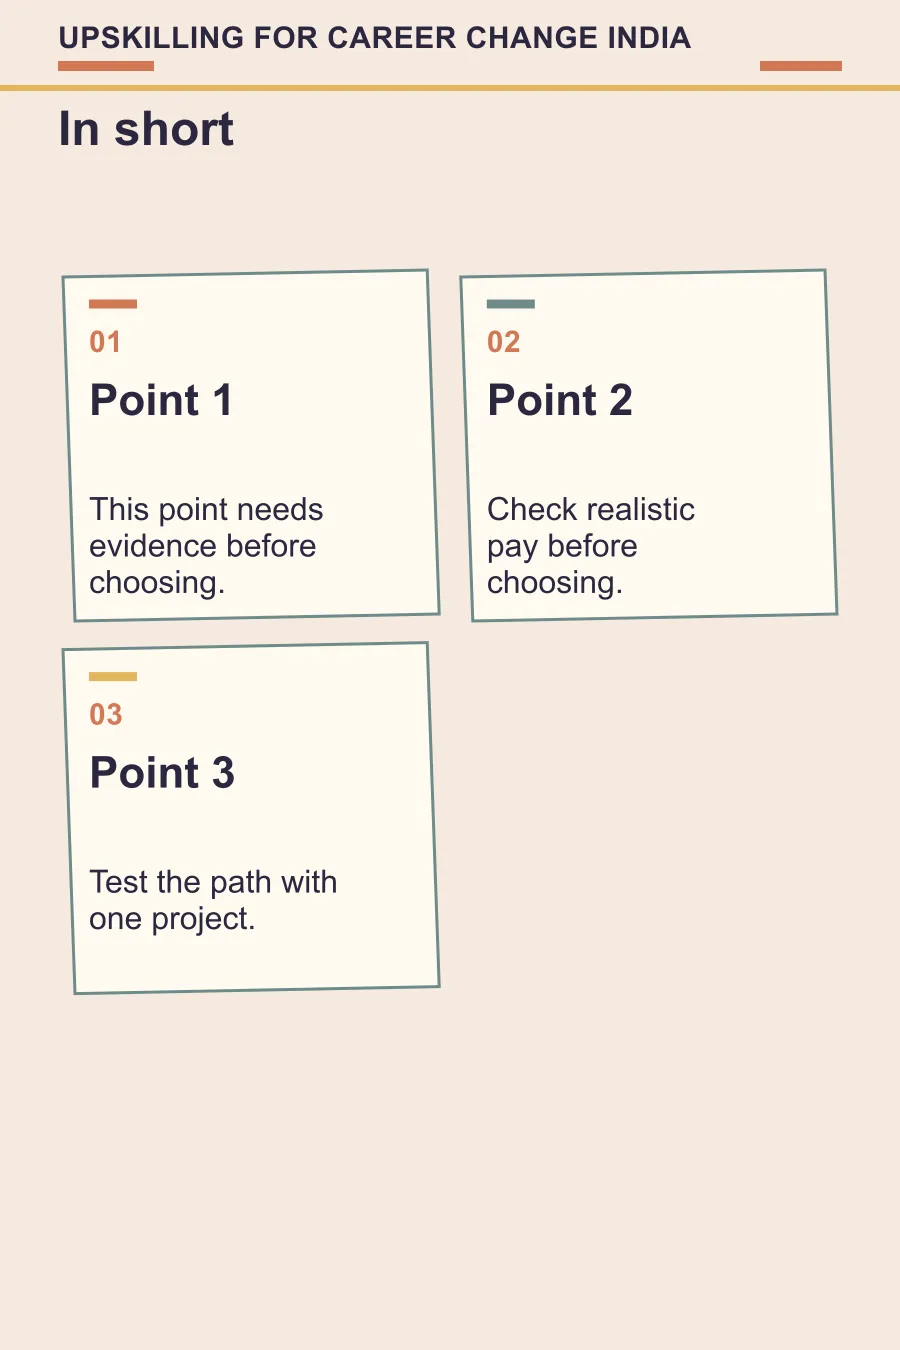 UPSKILLING FOR CAREER CHANGE INDIA
In short
01
Point 1
This point needs
evidence before
choosing.
02
Point 2
Check realistic
pay before
choosing.
03
Point 3
Test the path with
one project.